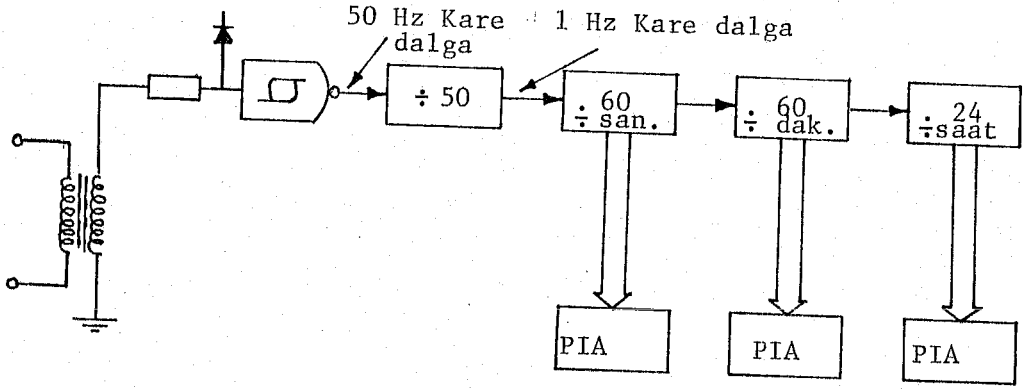 50 Hz Kare
dalga
1 Hz Kare dalga
÷ 50
60
÷ san.
60
÷ dak.
24
÷ saat
PIA
PIA
PIA